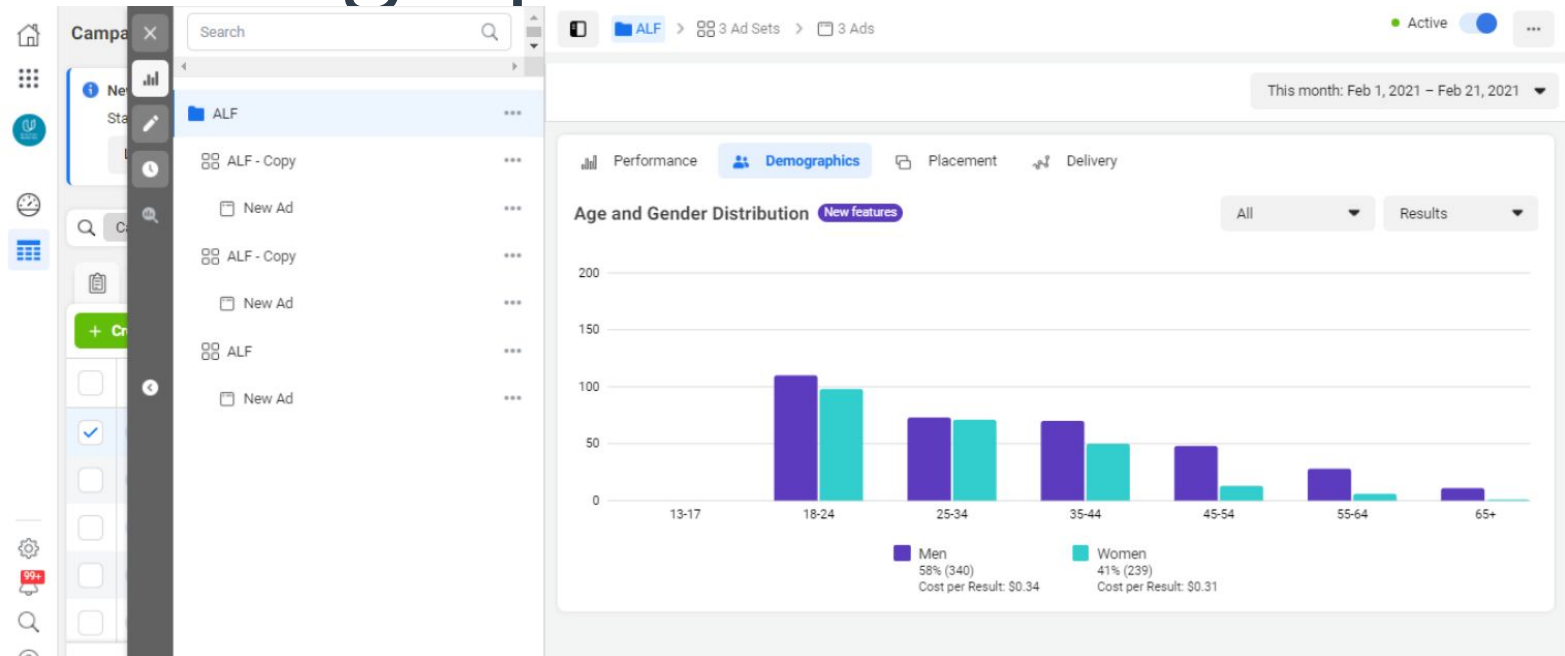 Campa
Search
ALF > 3 Ad Sets > 3 Ads
Active
This month: Feb 1, 2021 – Feb 21, 2021
Ne
Sta
L
ALF
ALF - Copy
New Ad
ALF - Copy
New Ad
ALF
New Ad
Ca
+ Cr
99+
Performance
Demographics
Placement
Delivery
Age and Gender Distribution New features
All
Results
200
150
100
50
0
13-17 18-24 25-34 35-44 45-54 55-64 65+
Men
58% (340)
Cost per Result: $0.34
Women
41% (239)
Cost per Result: $0.31